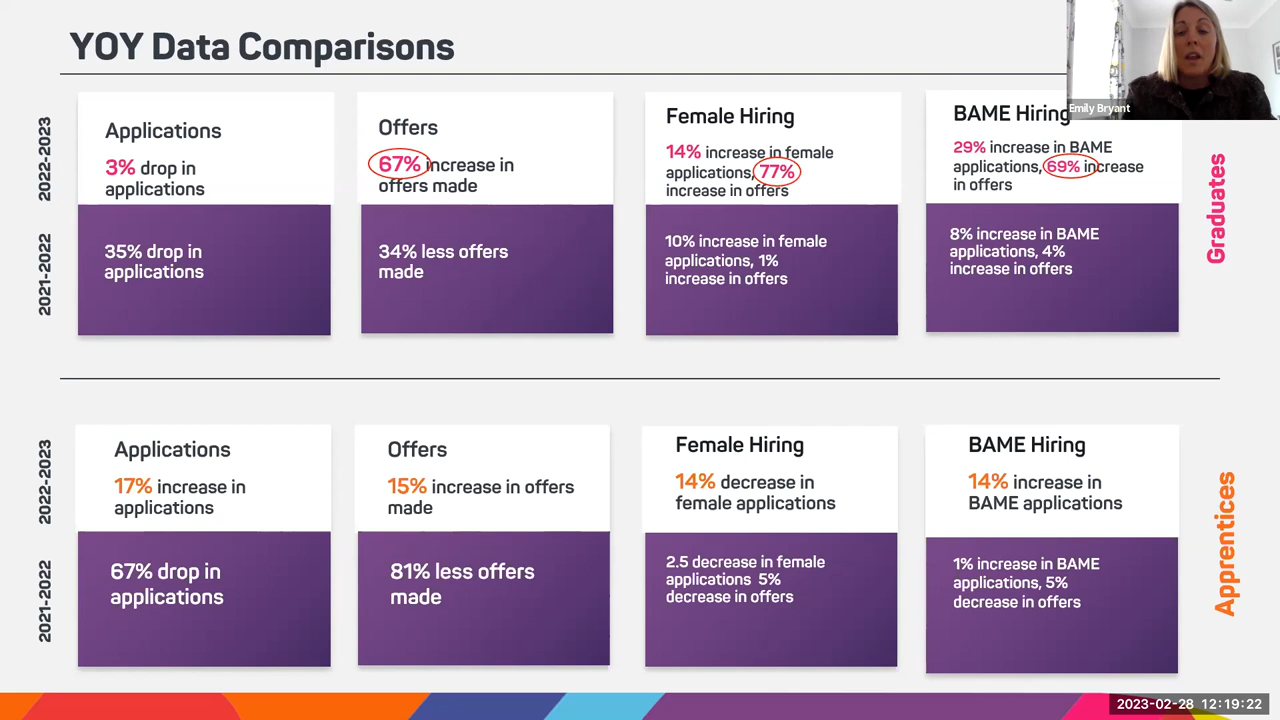 YOY Data Comparisons
Emily Bryant
2022-2023
Applications
3% drop in
applications
Offers
67% increase in
offers made
Female Hiring
14% increase in female
applications, 77%
increase in offers
BAME Hiring
29% increase in BAME
applications, 69% increase
in offers
Graduates
2021-2022
35% drop in
applications
34% less offers
made
10% increase in female
applications, 1%
increase in offers
8% increase in BAME
applications, 4%
increase in offers
2022-2023
Applications
17% increase in
applications
Offers
15% increase in offers
made
Female Hiring
14% decrease in
female applications
BAME Hiring
14% increase in
BAME applications
Apprentices
2021-2022
67% drop in
applications
81% less offers
made
2.5 decrease in female
applications 5%
decrease in offers
1% increase in BAME
applications, 5%
decrease in offers
2023-02-28 12:19:22